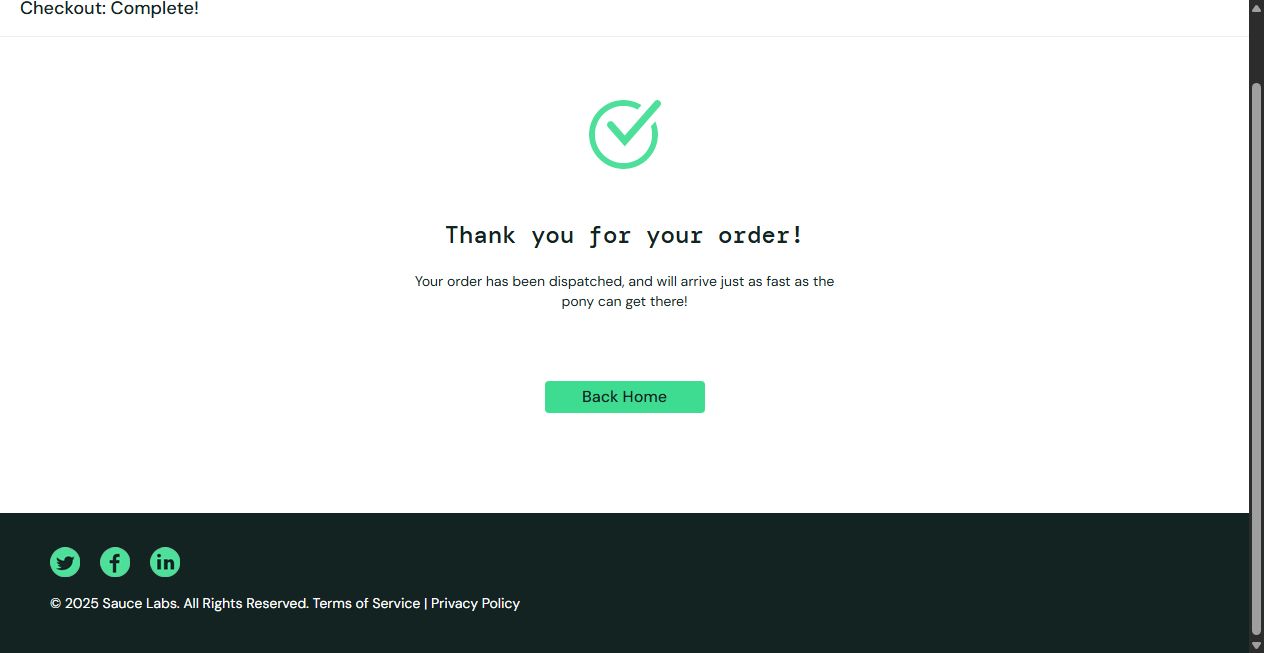 Checkout: Complete!
Thank you for your order!
Your order has been dispatched, and will arrive just as fast as the
pony can get there!
Back Home
© 2025 Sauce Labs. All Rights Reserved. Terms of Service | Privacy Policy